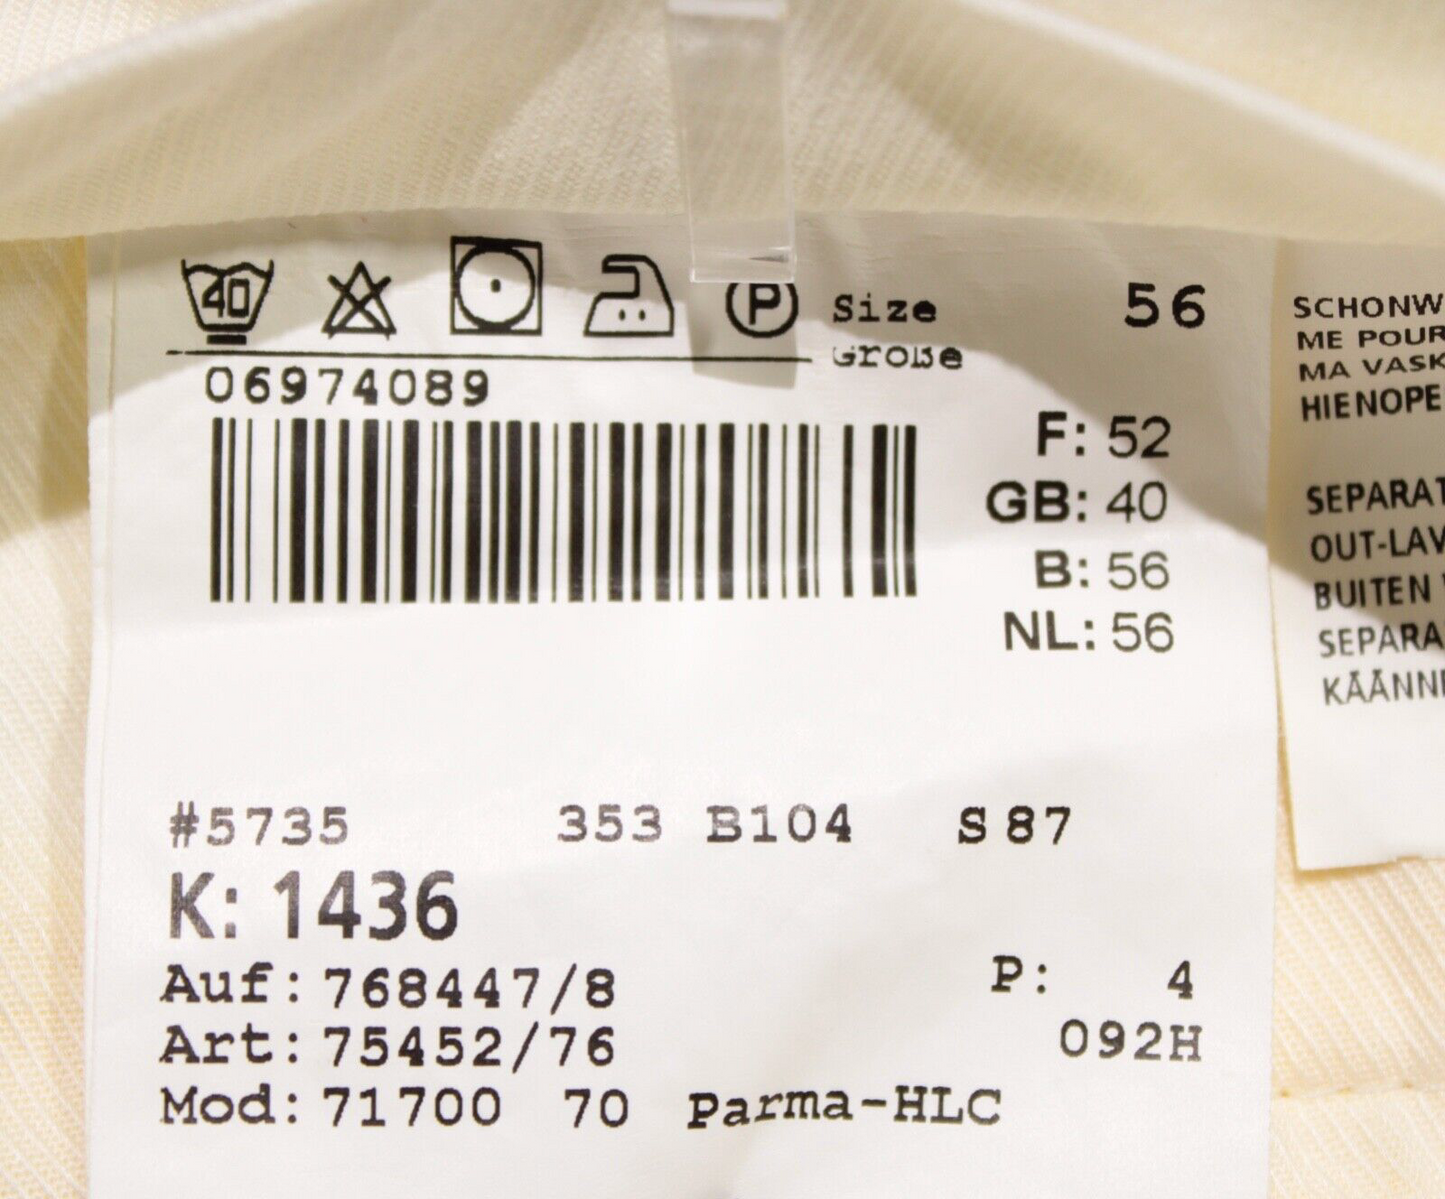 40
P
Size 56
Größe
06974089
F: 52
GB: 40
B: 56
NL: 56
#5735 353 B104 S 87
K: 1436
Auf: 768447/8 P: 4
Art: 75452/76 092H
Mod: 71700 70 Parma-HLC
SCHONW
ME POUR
MA VASK
HIENOPE
SEPARAT
OUT-LAV
BUITEN
SEPARA
KÄÄNN